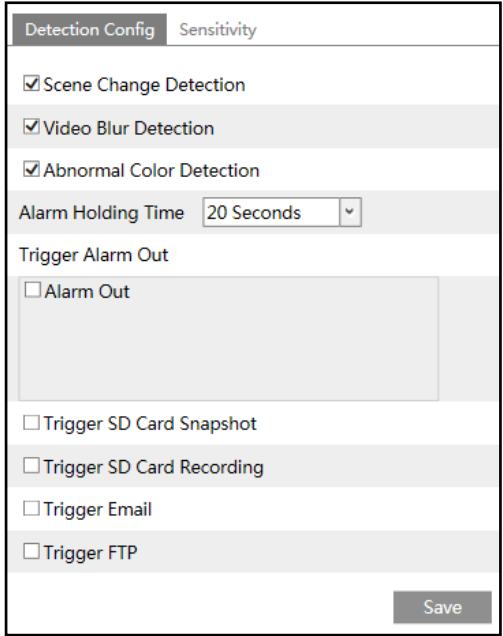 Detection Config Sensitivity
Scene Change Detection
Video Blur Detection
Abnormal Color Detection
Alarm Holding Time 20 Seconds
Trigger Alarm Out
Alarm Out
Trigger SD Card Snapshot
Trigger SD Card Recording
Trigger Email
Trigger FTP
Save